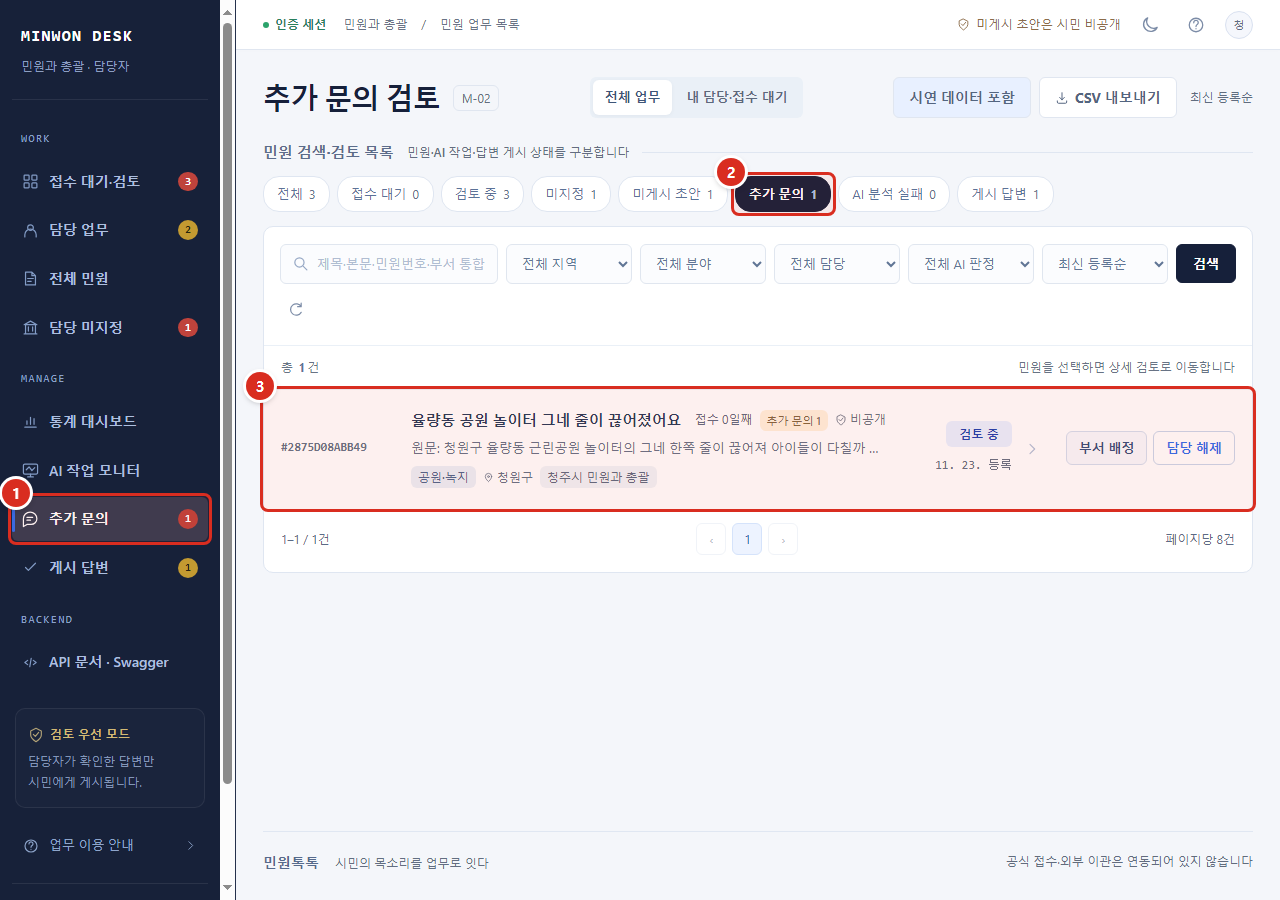 MINWON DESK
민원과 총괄 · 담당자
WORK
접수 대기·검토 3
담당 업무 2
전체 민원
담당 미지정 1
MANAGE
통계 대시보드
AI 작업 모니터
1
추가 문의 1
게시 답변 1
BACKEND
API 문서 · Swagger
검토 우선 모드
담당자가 확인한 답변만
시민에게 게시됩니다.
업무 이용 안내
인증 세션 민원과 총괄 / 민원 업무 목록
미게시 초안은 시민 비공개 청
추가 문의 검토 M-02
전체 업무 내 담당·접수 대기
시연 데이터 포함 CSV 내보내기 최신 등록순
민원 검색·검토 목록 민원·AI 작업·답변 게시 상태를 구분합니다
2
전체 3 접수 대기 0 검토 중 3 미지정 1 미게시 초안 1 추가 문의 1 AI 분석 실패 0 게시 답변 1
제목·본문·민원번호·부서 통합 전체 지역 전체 분야 전체 담당 전체 AI 판정 최신 등록순 검색
총 1건 민원을 선택하면 상세 검토로 이동합니다
3
#2875D08ABB49
율량동 공원 놀이터 그네 줄이 끊어졌어요 접수 0일째 추가 문의 1 비공개
원문: 청원구 율량동 근린공원 놀이터의 그네 한쪽 줄이 끊어져 아이들이 다칠까 ...
공원·녹지 청원구 청주시 민원과 총괄
검토 중
11. 23. 등록
부서 배정 담당 해제
1–1 / 1건 ‹ 1 › 페이지당 8건
민원톡톡 시민의 목소리를 업무로 잇다
공식 접수·외부 이관은 연동되어 있지 않습니다